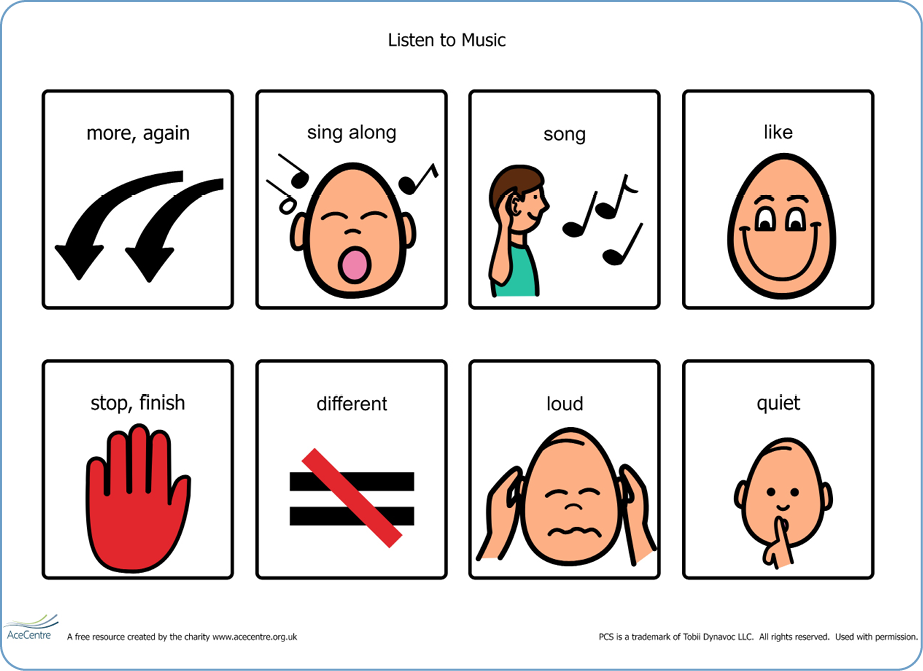 Listen to Music
more, again
sing along
song
like
stop, finish
different
loud
quiet
AceCentre
A free resource created by the charity www.acecentre.org.uk
PCS is a trademark of Tobii Dynavoc LLC. All rights reserved. Used with permission.